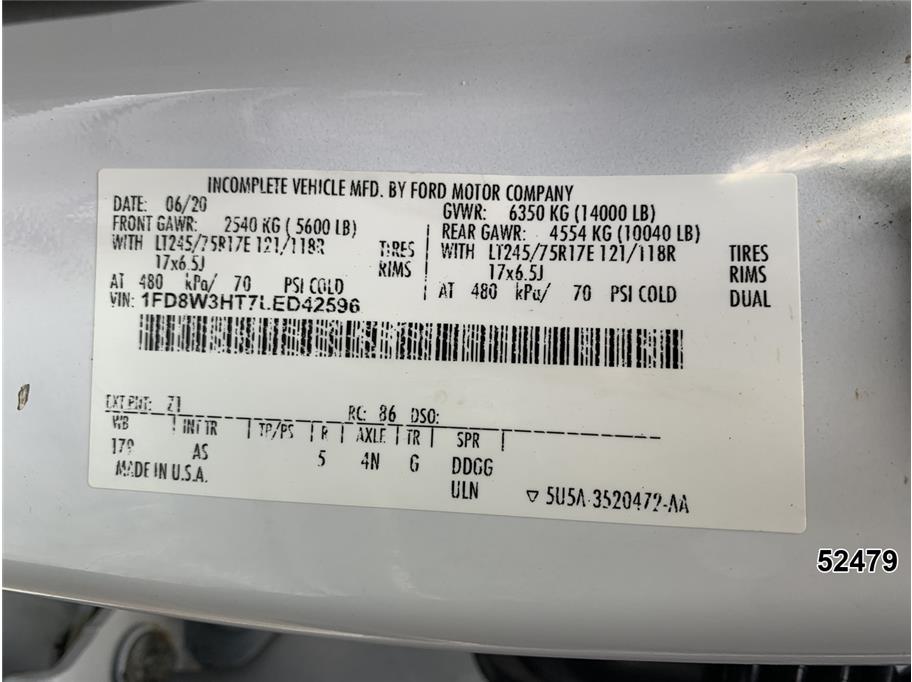 INCOMPLETE VEHICLE MFD. BY FORD MOTOR COMPANY
DATE: 06/20 GVWR: 6350 KG (14000 LB)
FRONT GAWR: 2540 KG ( 5600 LB) REAR GAWR: 4554 KG (10040 LB)
WITH LT245/75R17E 121/118R TIRES WITH LT245/75R17E 121/118R TIRES
17x6.5J RIMS 17x6.5J RIMS
AT 480 kPa/ 70 PSI COLD AT 480 kPa/ 70 PSI COLD DUAL
VIN: 1FD8W3HT7LED42596
EXT PNT: Z1 RC: 86 DSO:
WB INT TR TP/PS R AXLE TR SPR
179 AS 5 4N G DDGG
MADE IN U.S.A. ULN ▽ 5U5A-3520472-AA
52479